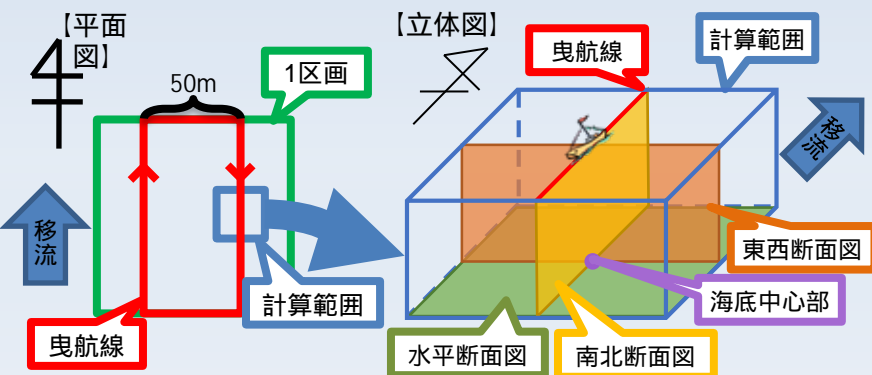 【平面
図】
50m
1区画
移流
計算範囲
曳航線
【立体図】
曳航線
計算範囲
移流
東西断面図
海底中心部
水平断面図
南北断面図